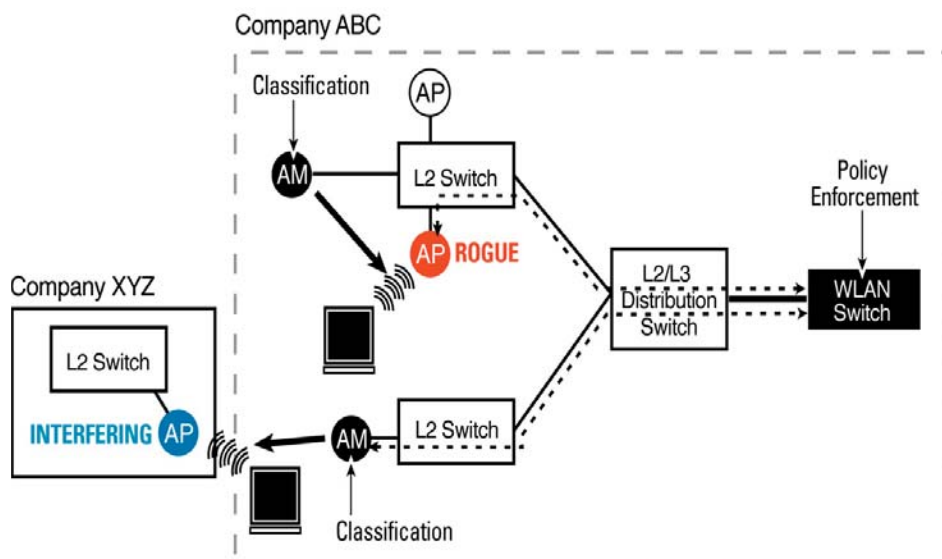 Company ABC
Classification
AP
AM
L2 Switch
Policy
Enforcement
AP ROGUE
L2/L3
Distribution
Switch
WLAN
Switch
Company XYZ
L2 Switch
INTERFERING AP
AM
L2 Switch
Classification